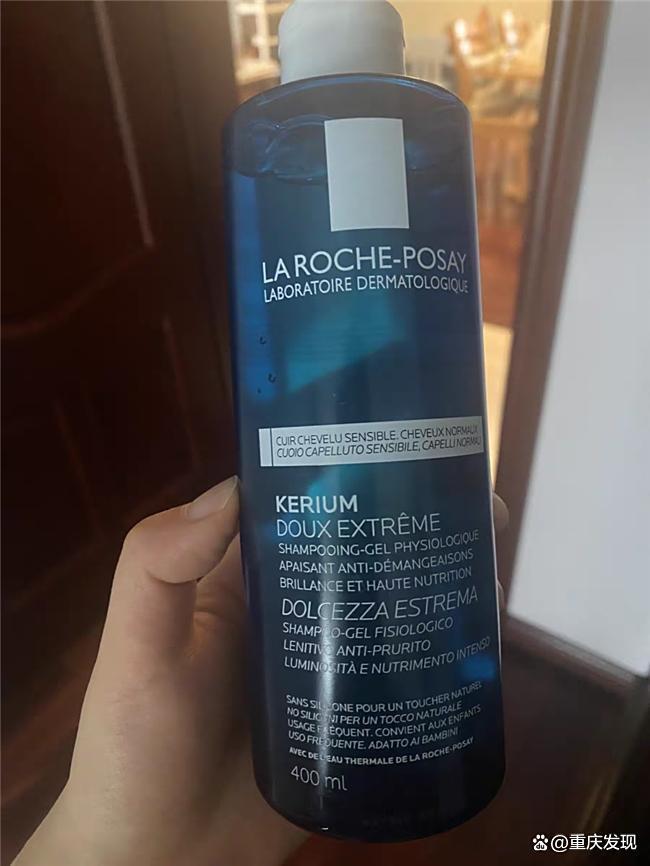 LA ROCHE-POSAY
LABORATOIRE DERMATOLOGIQUE
CUIR CHEVELU SENSIBLE, CHEVEUX NORMAUX
CUOIO CAPELLUTO SENSIBILE, CAPELLI NORMALI
KERIUM
DOUX EXTRÊME
SHAMPOOING-GEL PHYSIOLOGIQUE
APAISANT ANTI-DÉMANGEAISONS
BRILLANCE ET HAUTE NUTRITION
DOLCEZZA ESTREMA
SHAMPOO-GEL FISIOLOGICO
LENITIVO ANTI-PRURITO
LUMINOSITÀ E NUTRIMENTO INTENSO
SANS SILICONE POUR UN TOUCHER NATUREL
NO SILICONI PER UN TOCCO NATURALE
USAGE FRÉQUENT. CONVIENT AUX ENFANTS
USO FREQUENTE. ADATTO AI BAMBINI
AVEC DE L'EAU THERMALE DE LA ROCHE-POSAY
400 ml
@重庆发现